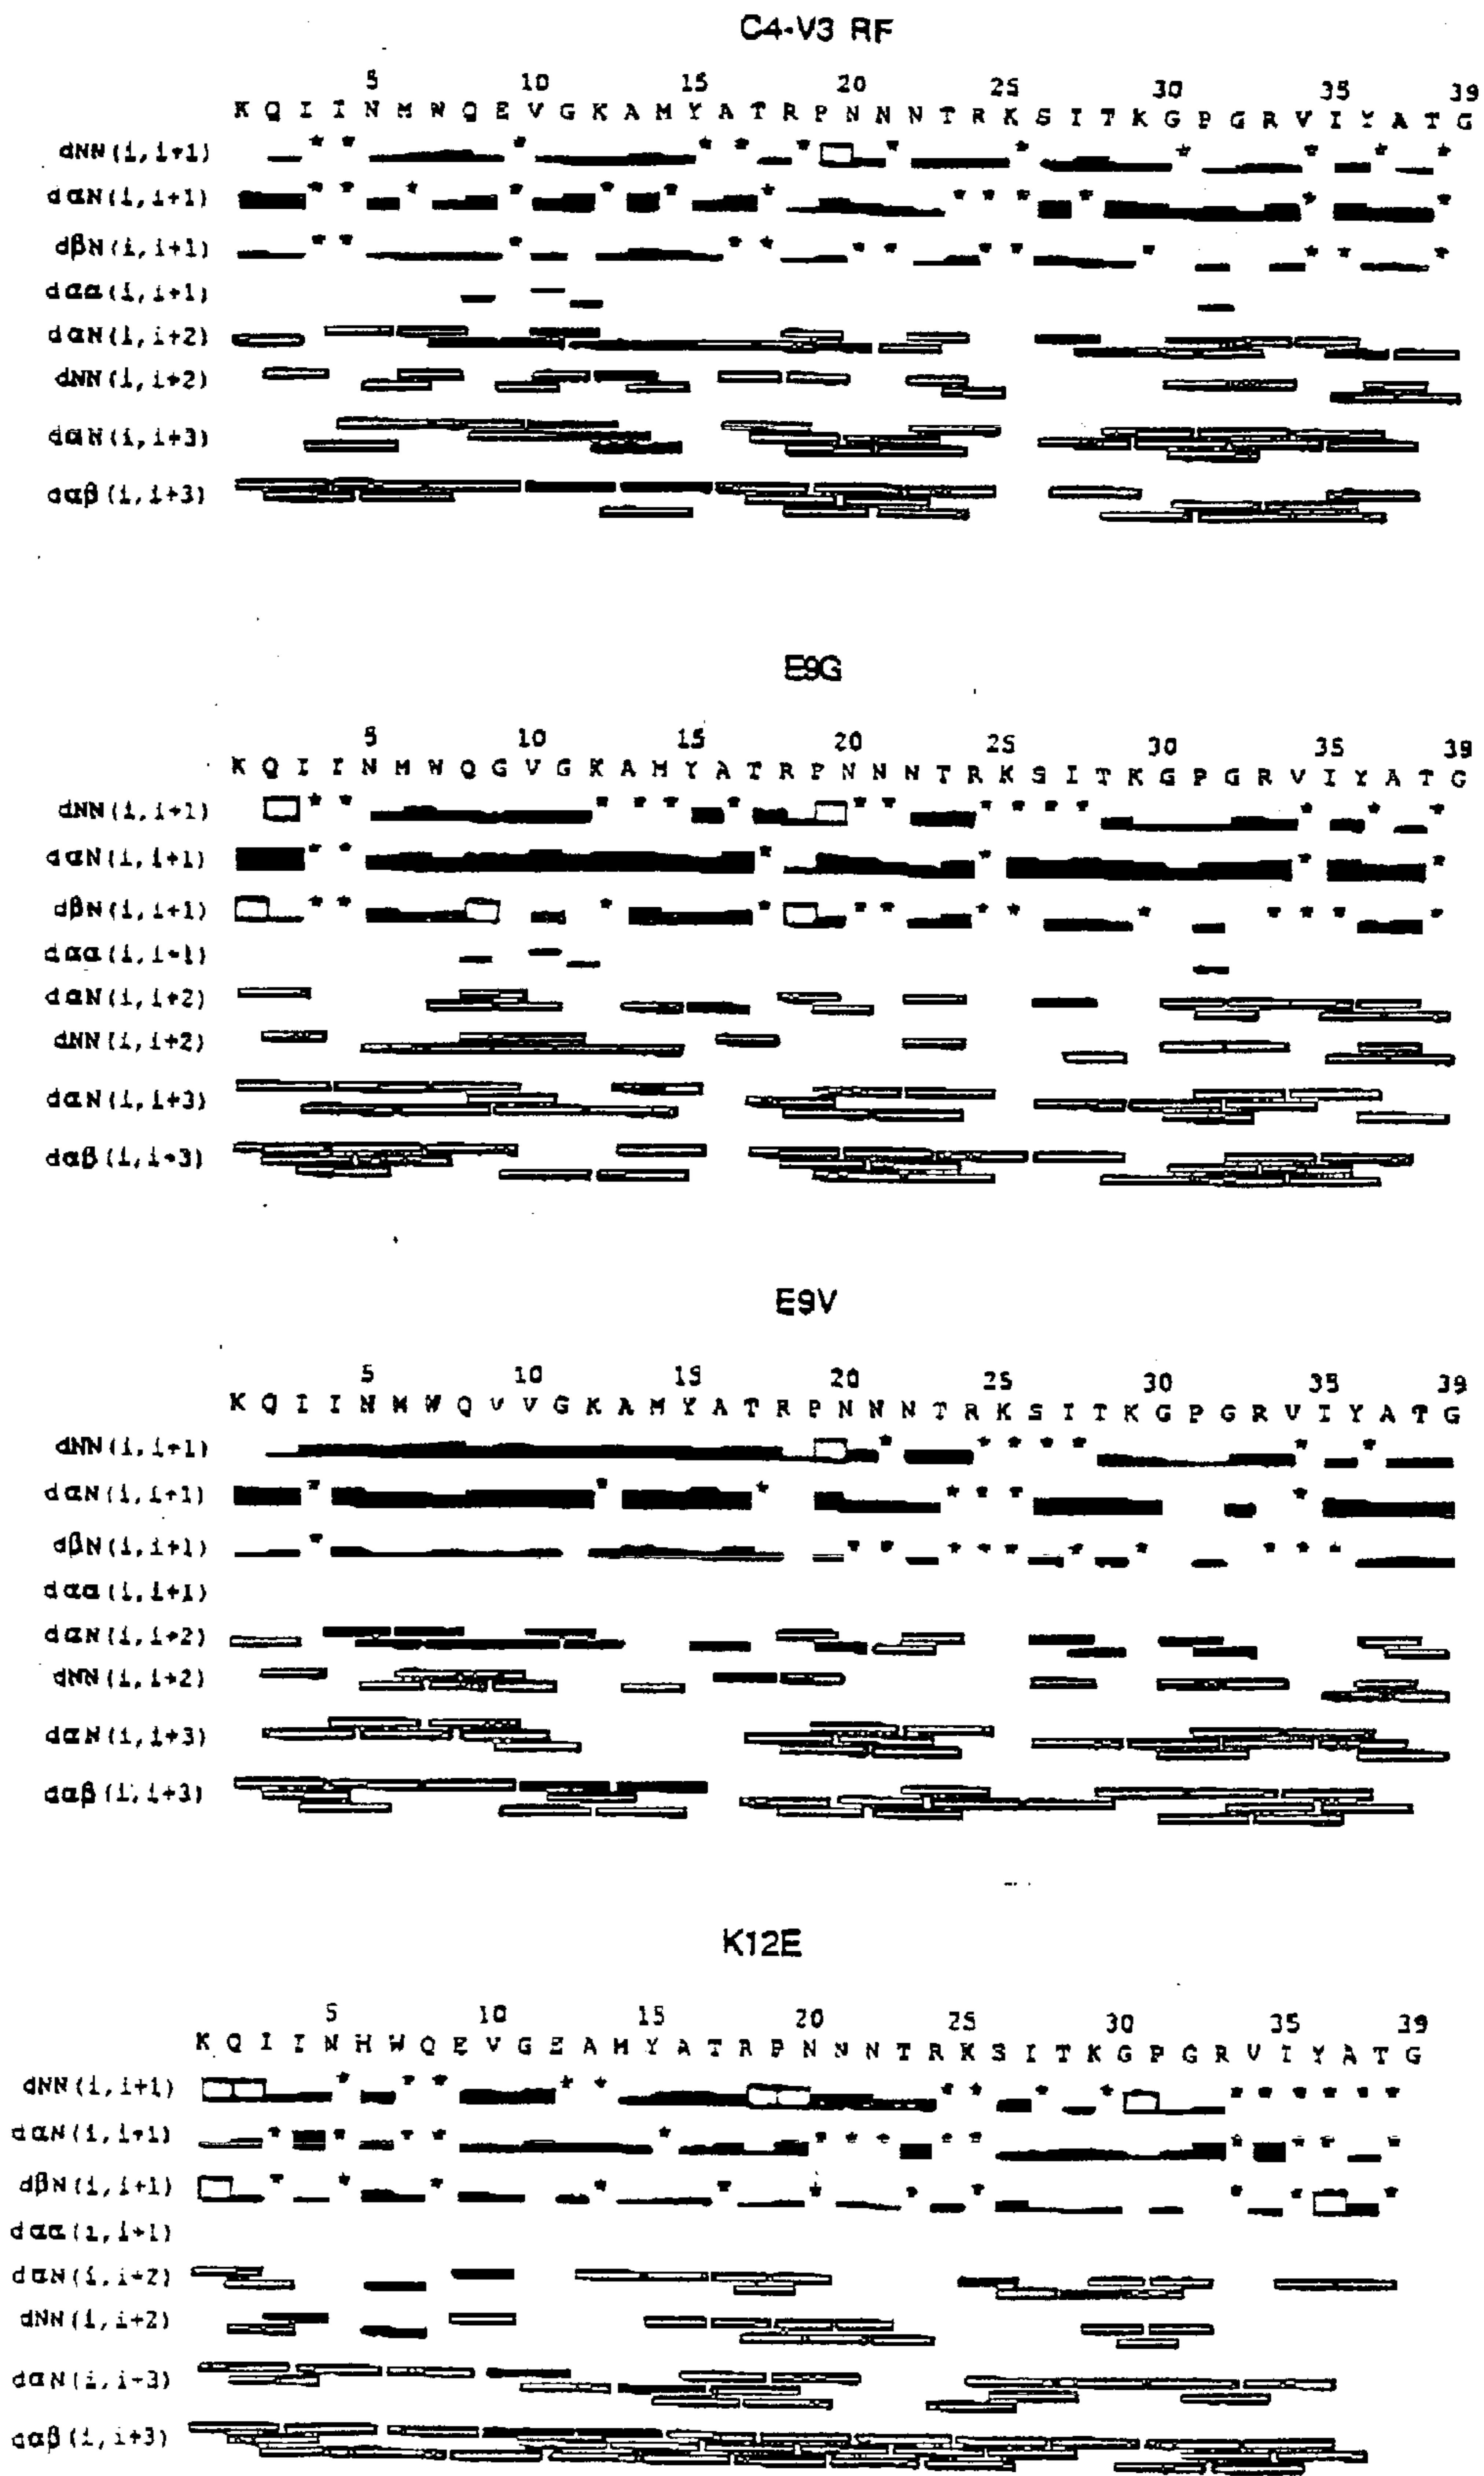 C4-V3 RF
5 10 15 20 25 30 35 39
K Q I I N M W Q E V G K A M Y A T R P N N N T R K S I T K G P G R V I Y A T G
dNN(i,i+1)
dαN(i,i+1)
dβN(i,i+1)
dαα(i,i+1)
dαN(i,i+2)
dNN(i,i+2)
dαN(i,i+3)
dαβ(i,i+3)
E9G
5 10 15 20 25 30 35 39
K Q I I N M W Q G V G K A M Y A T R P N N N T R K S I T K G P G R V I Y A T G
dNN(i,i+1)
dαN(i,i+1)
dβN(i,i+1)
dαα(i,i+1)
dαN(i,i+2)
dNN(i,i+2)
dαN(i,i+3)
dαβ(i,i+3)
E9V
5 10 15 20 25 30 35 39
K Q I I N M W Q V V G K A M Y A T R P N N N T R K S I T K G P G R V I Y A T G
dNN(i,i+1)
dαN(i,i+1)
dβN(i,i+1)
dαα(i,i+1)
dαN(i,i+2)
dNN(i,i+2)
dαN(i,i+3)
dαβ(i,i+3)
K12E
5 10 15 20 25 30 35 39
K Q I I N M W Q E V G E A M Y A T R P N N N T R K S I T K G P G R V I Y A T G
dNN(i,i+1)
dαN(i,i+1)
dβN(i,i+1)
dαα(i,i+1)
dαN(i,i+2)
dNN(i,i+2)
dαN(i,i+3)
dαβ(i,i+3)